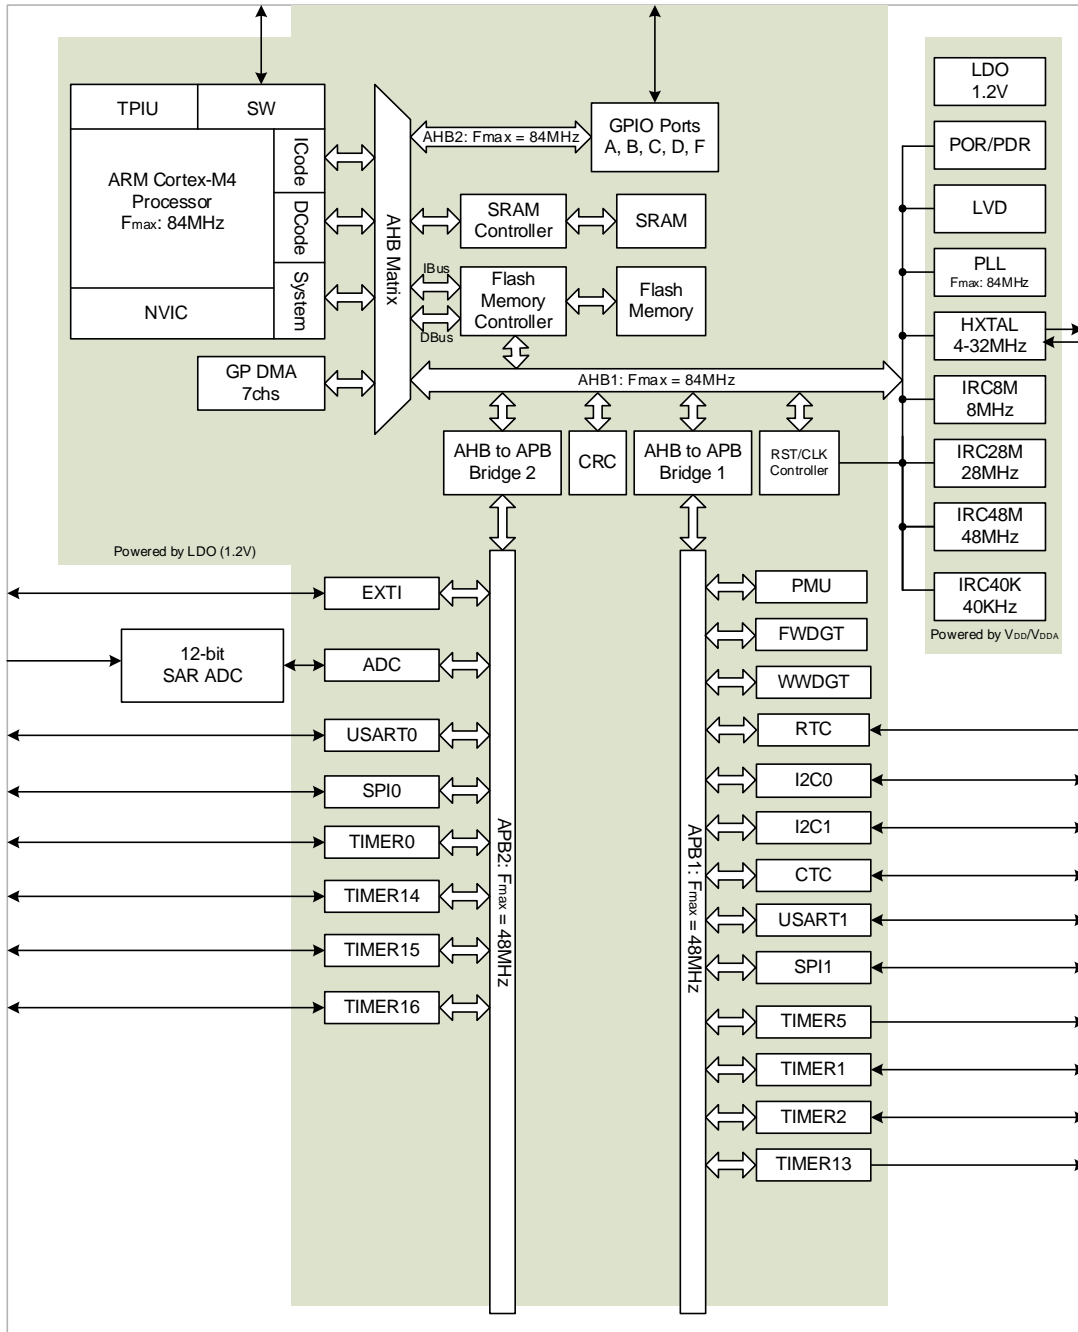 TPIU
SW
ICode
DCode
System
ARM Cortex-M4
Processor
Fmax: 84MHz
NVIC
GP DMA
7chs
AHB Matrix
AHB2: Fmax = 84MHz
GPIO Ports
A, B, C, D, F
SRAM
Controller
SRAM
IBus
DBus
Flash
Memory
Controller
Flash
Memory
AHB1: Fmax = 84MHz
AHB to APB
Bridge 2
CRC
AHB to APB
Bridge 1
RST/CLK
Controller
LDO
1.2V
POR/PDR
LVD
PLL
Fmax: 84MHz
HXTAL
4-32MHz
IRC8M
8MHz
IRC28M
28MHz
IRC48M
48MHz
IRC40K
40KHz
Powered by VDD/VDDA
Powered by LDO (1.2V)
EXTI
12-bit
SAR ADC
ADC
USART0
SPI0
TIMER0
TIMER14
TIMER15
TIMER16
APB2: Fmax = 48MHz
APB1: Fmax = 48MHz
PMU
FWDGT
WWDGT
RTC
I2C0
I2C1
CTC
USART1
SPI1
TIMER5
TIMER1
TIMER2
TIMER13